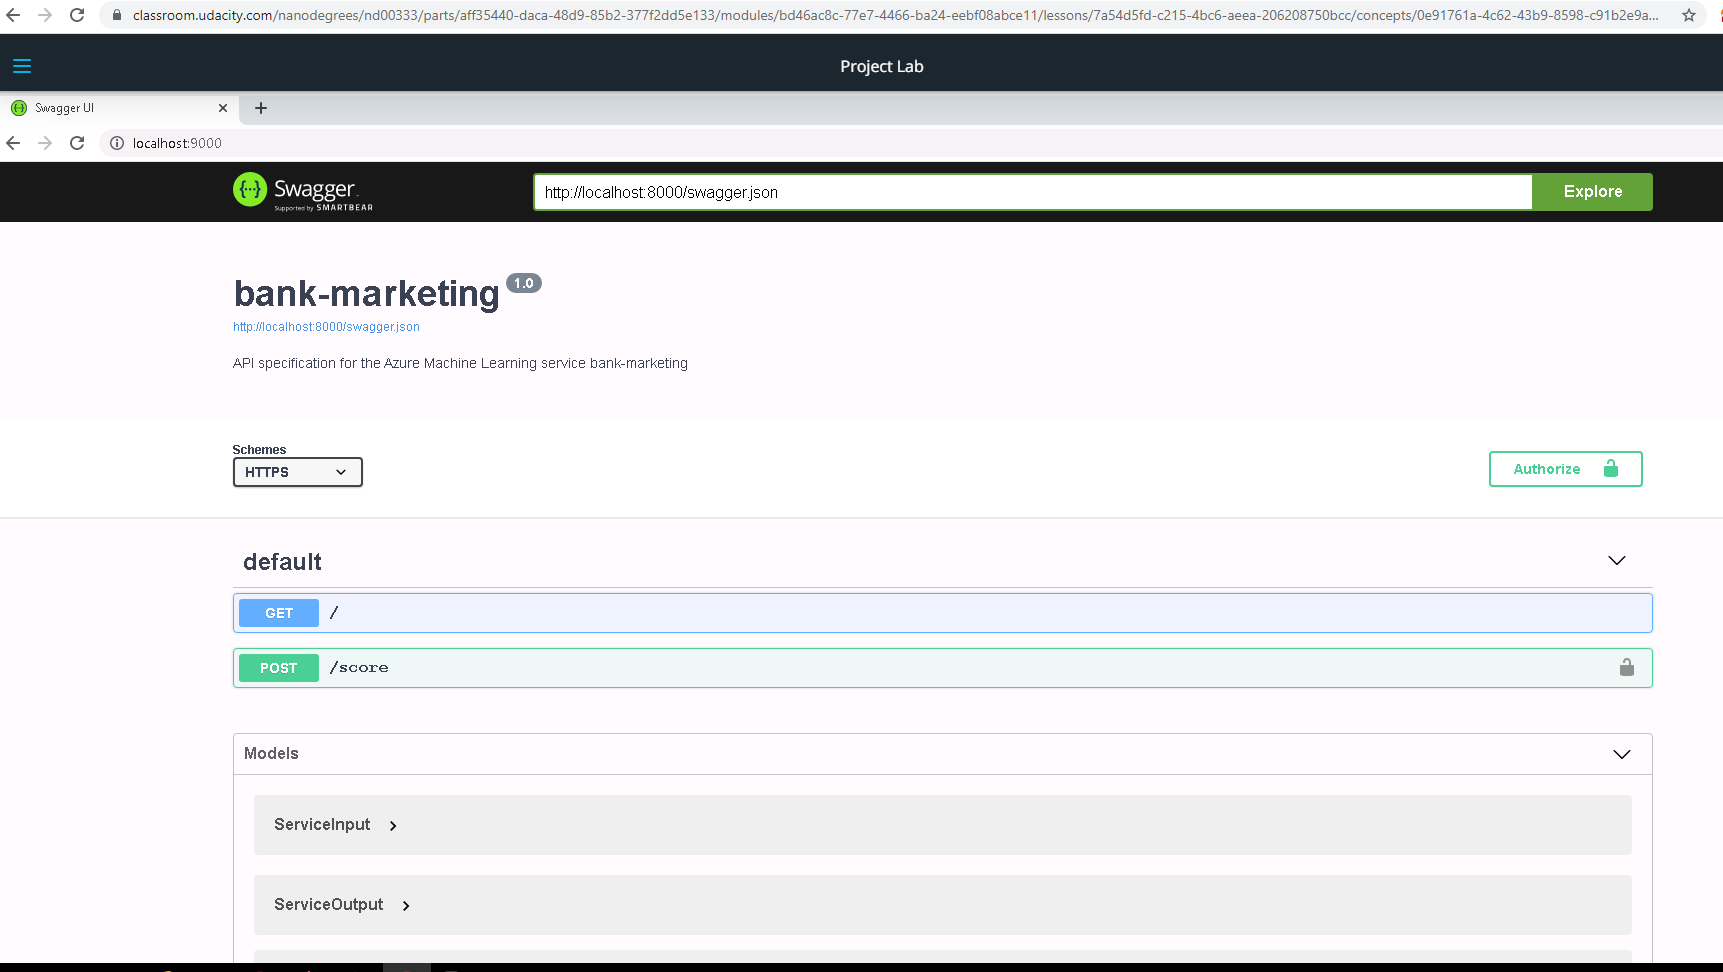 classroom.udacity.com/nanodegrees/nd00333/parts/aff35440-daca-48d9-85b2-377f2dd5e133/modules/bd46ac8c-77e7-4466-ba24-eebf08abce11/lessons/7a54d5fd-c215-4bc6-aeea-206208750bcc/concepts/0e91761a-4c62-43b9-8598-c91b2e9a...
Project Lab
Swagger UI
localhost:9000
Swagger
Supported by SMARTBEAR
http://localhost:8000/swagger.json
Explore
bank-marketing 1.0
http://localhost:8000/swagger.json
API specification for the Azure Machine Learning service bank-marketing
Schemes
HTTPS
Authorize
default
GET /
POST /score
Models
ServiceInput
ServiceOutput